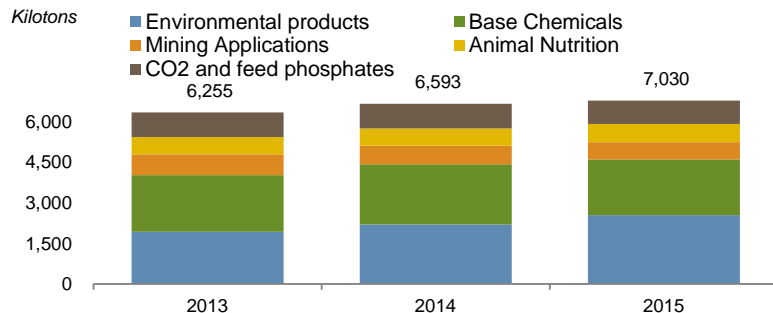 Kilotons
Environmental products
Base Chemicals
Mining Applications
Animal Nutrition
CO2 and feed phosphates
6,255
6,593
7,030
6,000
4,500
3,000
1,500
0
2013
2014
2015